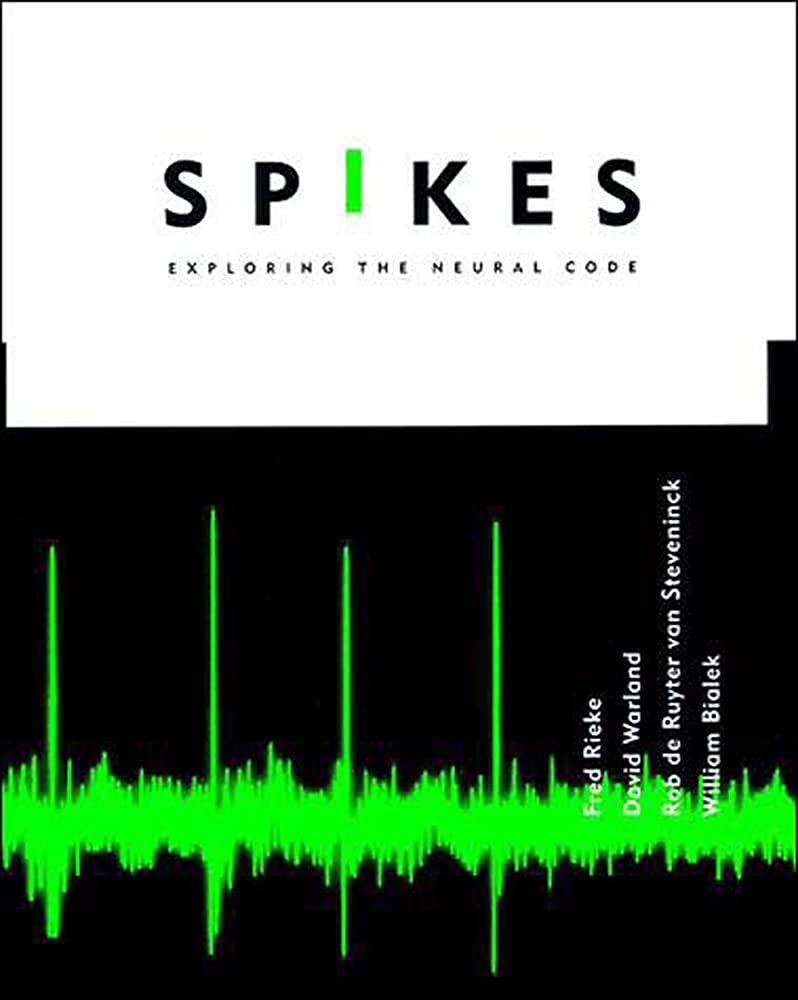 SPIKES
EXPLORING THE NEURAL CODE
Fred Rieke
David Warland
Rob de Ruyter van Steveninck
William Bialek